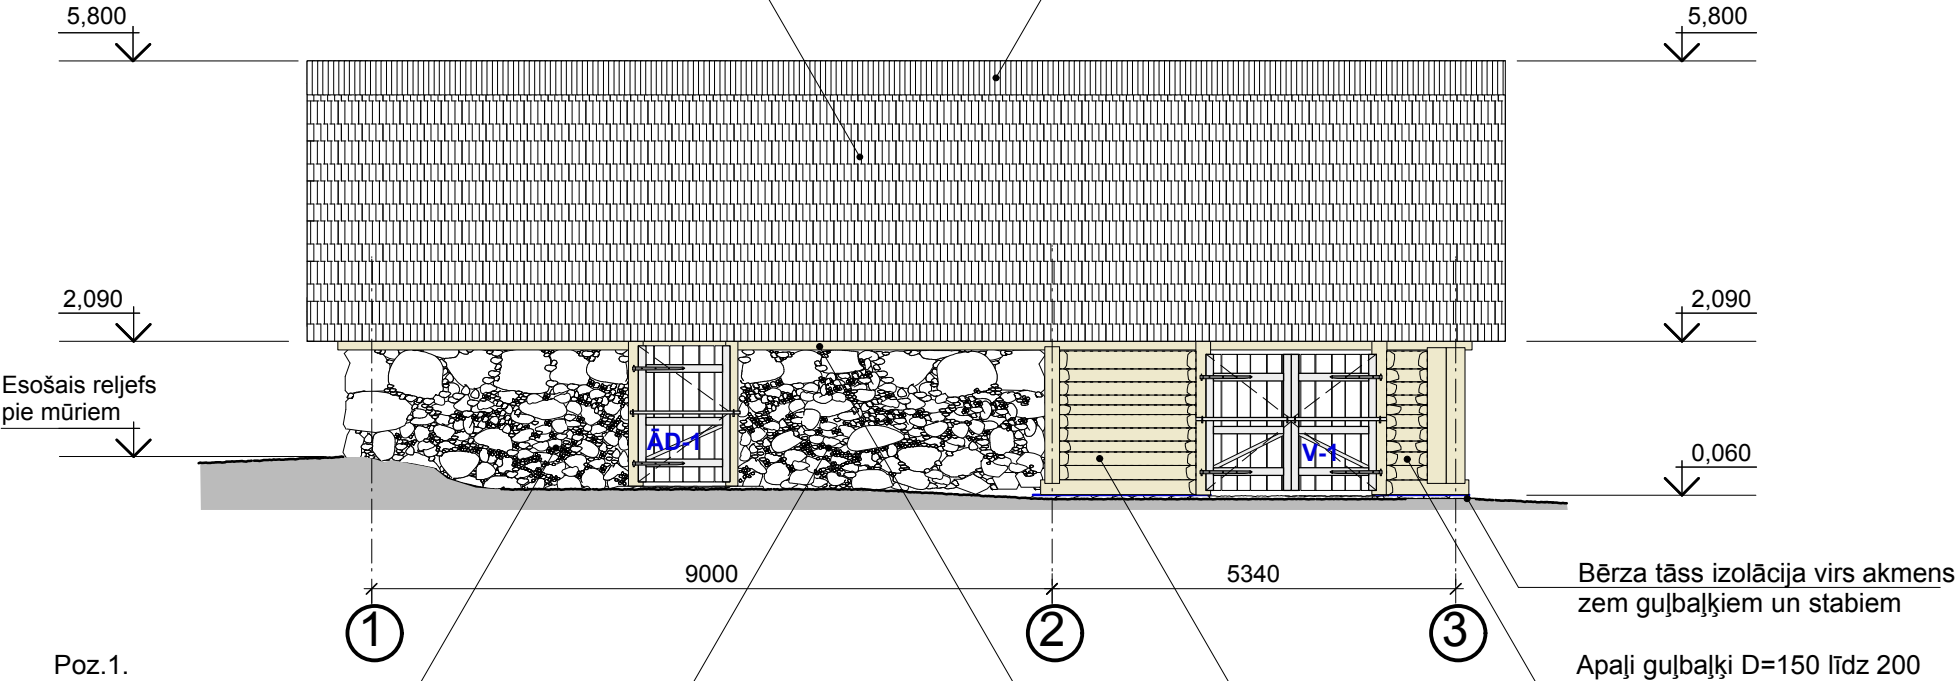 5,800
5,800
2,090
2,090
Esošais reljefs
pie mūriem
ĀD-1
V-1
0,060
9000
5340
Bērza tāss izolācija virs akmens
zem guļbaļķiem un stabiem
1
2
3
Poz.1.
Apaļi guļbaļķi D=150 līdz 200